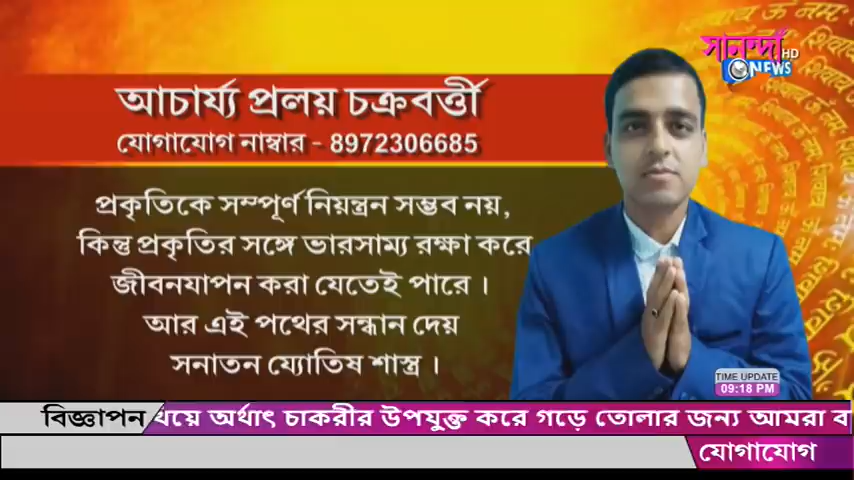 সানন্দা HD
NEWS
আচার্য্য প্রলয় চক্রবর্ত্তী
যোগাযোগ নাম্বার - 8972306685
প্রকৃতিকে সম্পূর্ণ নিয়ন্ত্রন সম্ভব নয়,
কিন্তু প্রকৃতির সঙ্গে ভারসাম্য রক্ষা করে
জীবনযাপন করা যেতেই পারে ।
আর এই পথের সন্ধান দেয়
সনাতন য্যোতিষ শাস্ত্র ।
TIME UPDATE
09:18 PM
বিজ্ঞাপন
অর্থাৎ চাকরীর উপযুক্ত করে গড়ে তোলার জন্য আমরা
যোগাযোগ